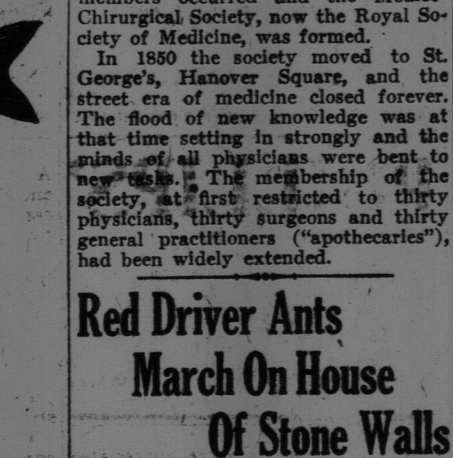 Chirurgical Society, now the Royal So-
ciety of Medicine, was formed.
In 1850 the society moved to St.
George's, Hanover Square, and the
street era of medicine closed forever.
The flood of new knowledge was at
that time setting in strongly and the
minds of all physicians were bent to
new tasks. The membership of the
society, at first restricted to thirty
physicians, thirty surgeons and thirty
general practitioners ("apothecaries"),
had been widely extended.
Red Driver Ants
March On House
Of Stone Walls